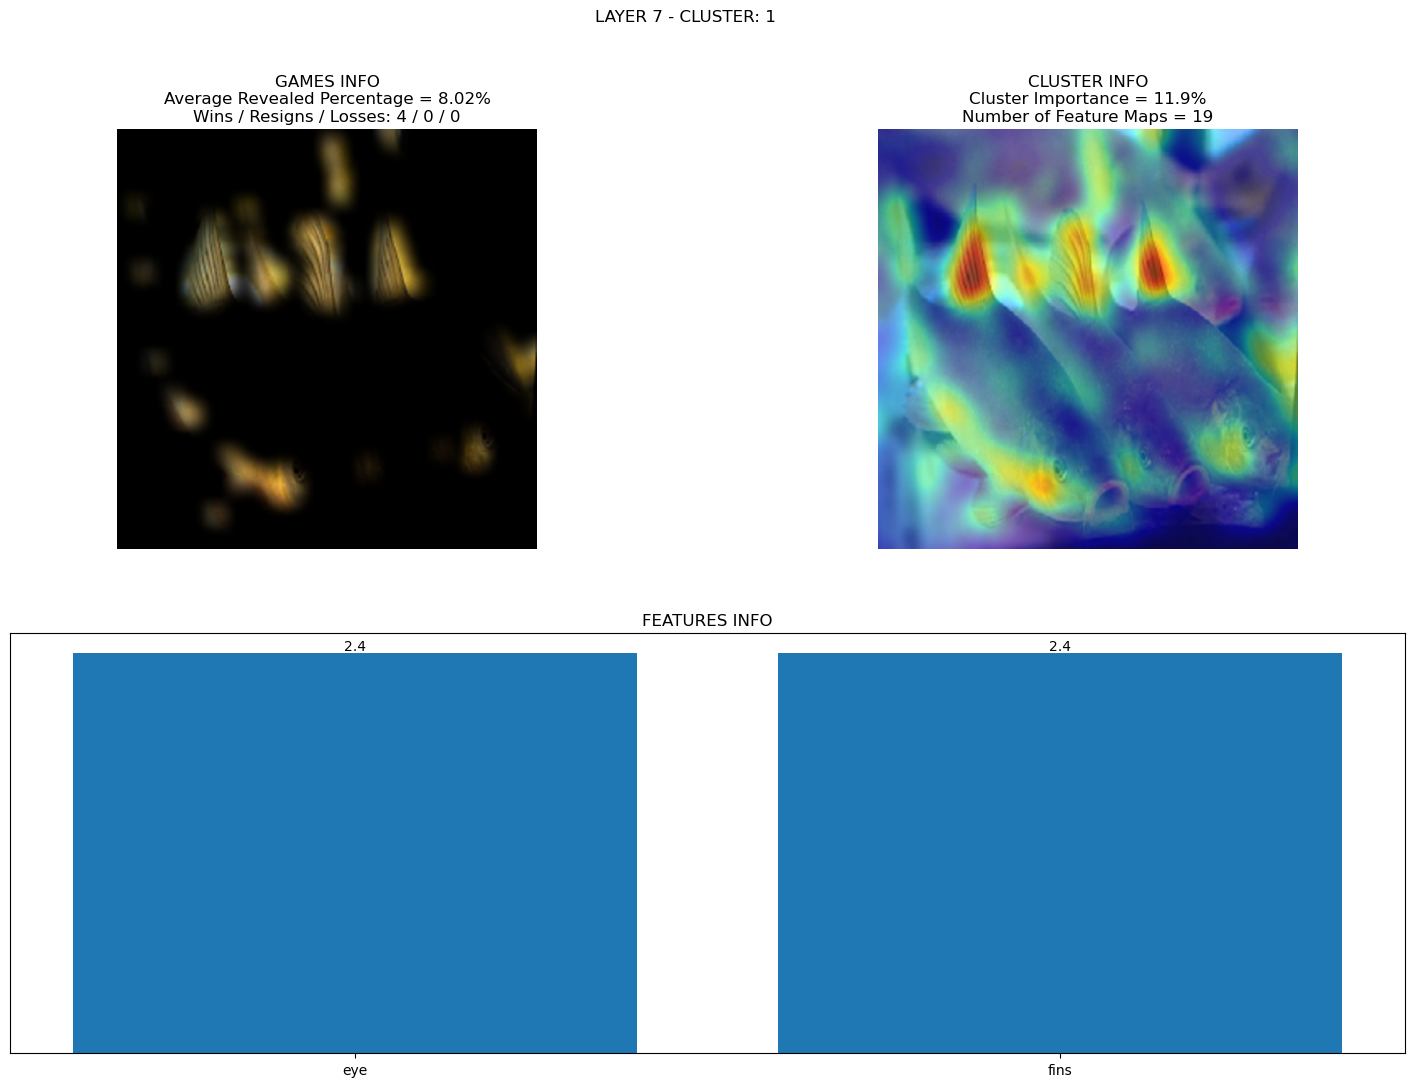 LAYER 7 - CLUSTER: 1
GAMES INFO
Average Revealed Percentage = 8.02%
Wins / Resigns / Losses: 4 / 0 / 0
CLUSTER INFO
Cluster Importance = 11.9%
Number of Feature Maps = 19
FEATURES INFO
2.4
2.4
eye
fins